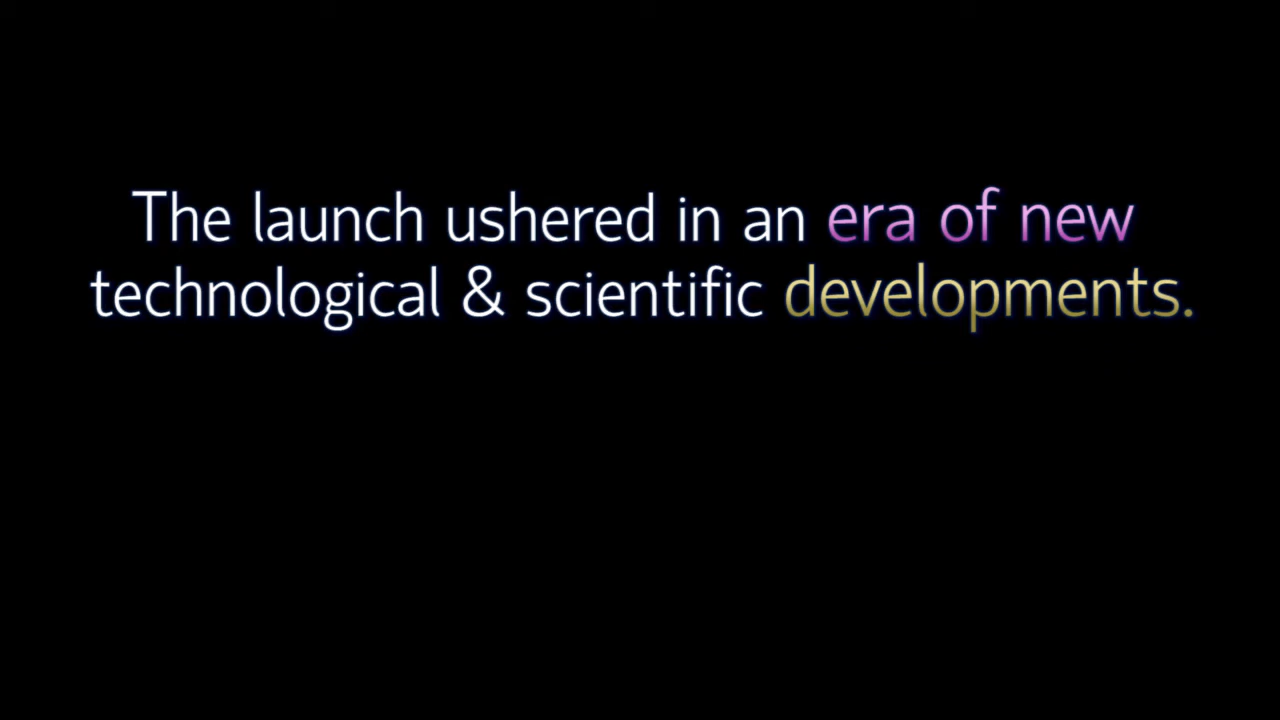 The launch ushered in an era of new
technological & scientific developments.